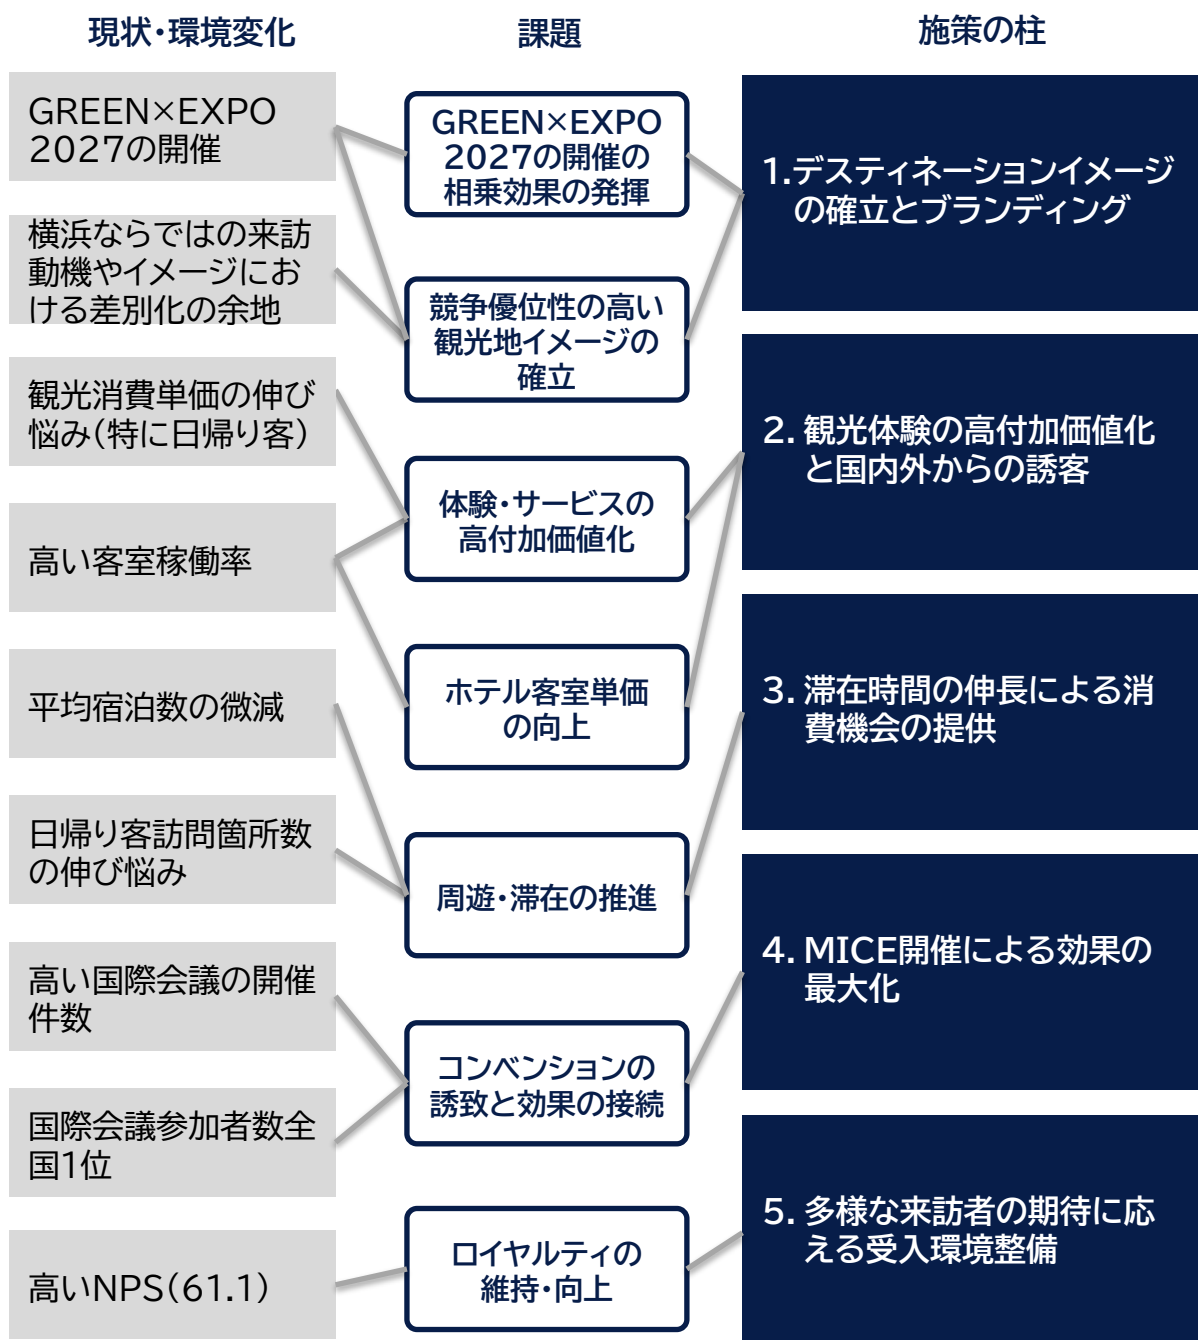 現状・環境変化
GREEN×EXPO
2027の開催
横浜ならではの来訪
動機やイメージにお
ける差別化の余地
観光消費単価の伸び
悩み（特に日帰り客）
高い客室稼働率
平均宿泊数の微減
日帰り客訪問箇所数
の伸び悩み
高い国際会議の開催
件数
国際会議参加者数全
国1位
高いNPS（61.1）
課題
GREEN×EXPO
2027の開催の
相乗効果の発揮
競争優位性の高い
観光地イメージの
確立
体験・サービスの
高付加価値化
ホテル客室単価
の向上
周遊・滞在の推進
コンベンションの
誘致と効果の接続
ロイヤルティの
維持・向上
施策の柱
1.デスティネーションイメージ
の確立とブランディング
2. 観光体験の高付加価値化
と国内外からの誘客
3. 滞在時間の伸長による消
費機会の提供
4. MICE開催による効果の
最大化
5. 多様な来訪者の期待に応
える受入環境整備